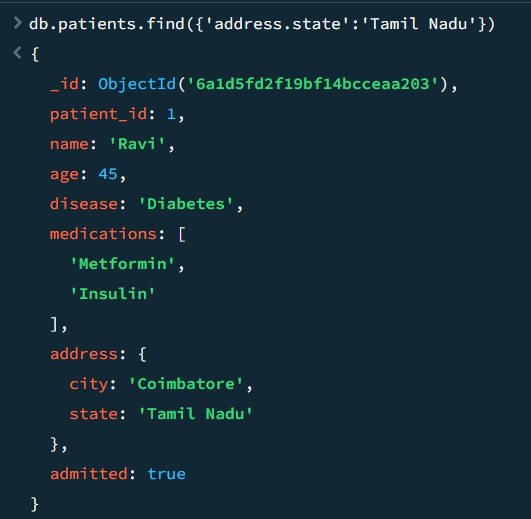 > db.patients.find({'address.state':'Tamil Nadu'})
< {
_id: ObjectId('6a1d5fd2f19bf14bcceaa203'),
patient_id: 1,
name: 'Ravi',
age: 45,
disease: 'Diabetes',
medications: [
'Metformin',
'Insulin'
],
address: {
city: 'Coimbatore',
state: 'Tamil Nadu'
},
admitted: true
}